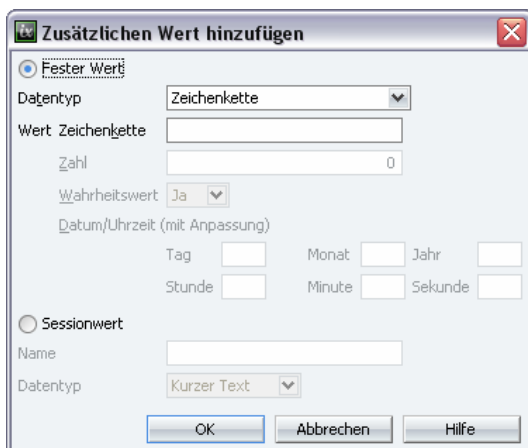 ix Zusätzlichen Wert hinzufügen
Fester Wert
Datentyp Zeichenkette
Wert Zeichenkette
Zahl 0
Wahrheitswert Ja
Datum/Uhrzeit (mit Anpassung)
Tag Monat Jahr
Stunde Minute Sekunde
Sessionwert
Name
Datentyp Kurzer Text
OK Abbrechen Hilfe